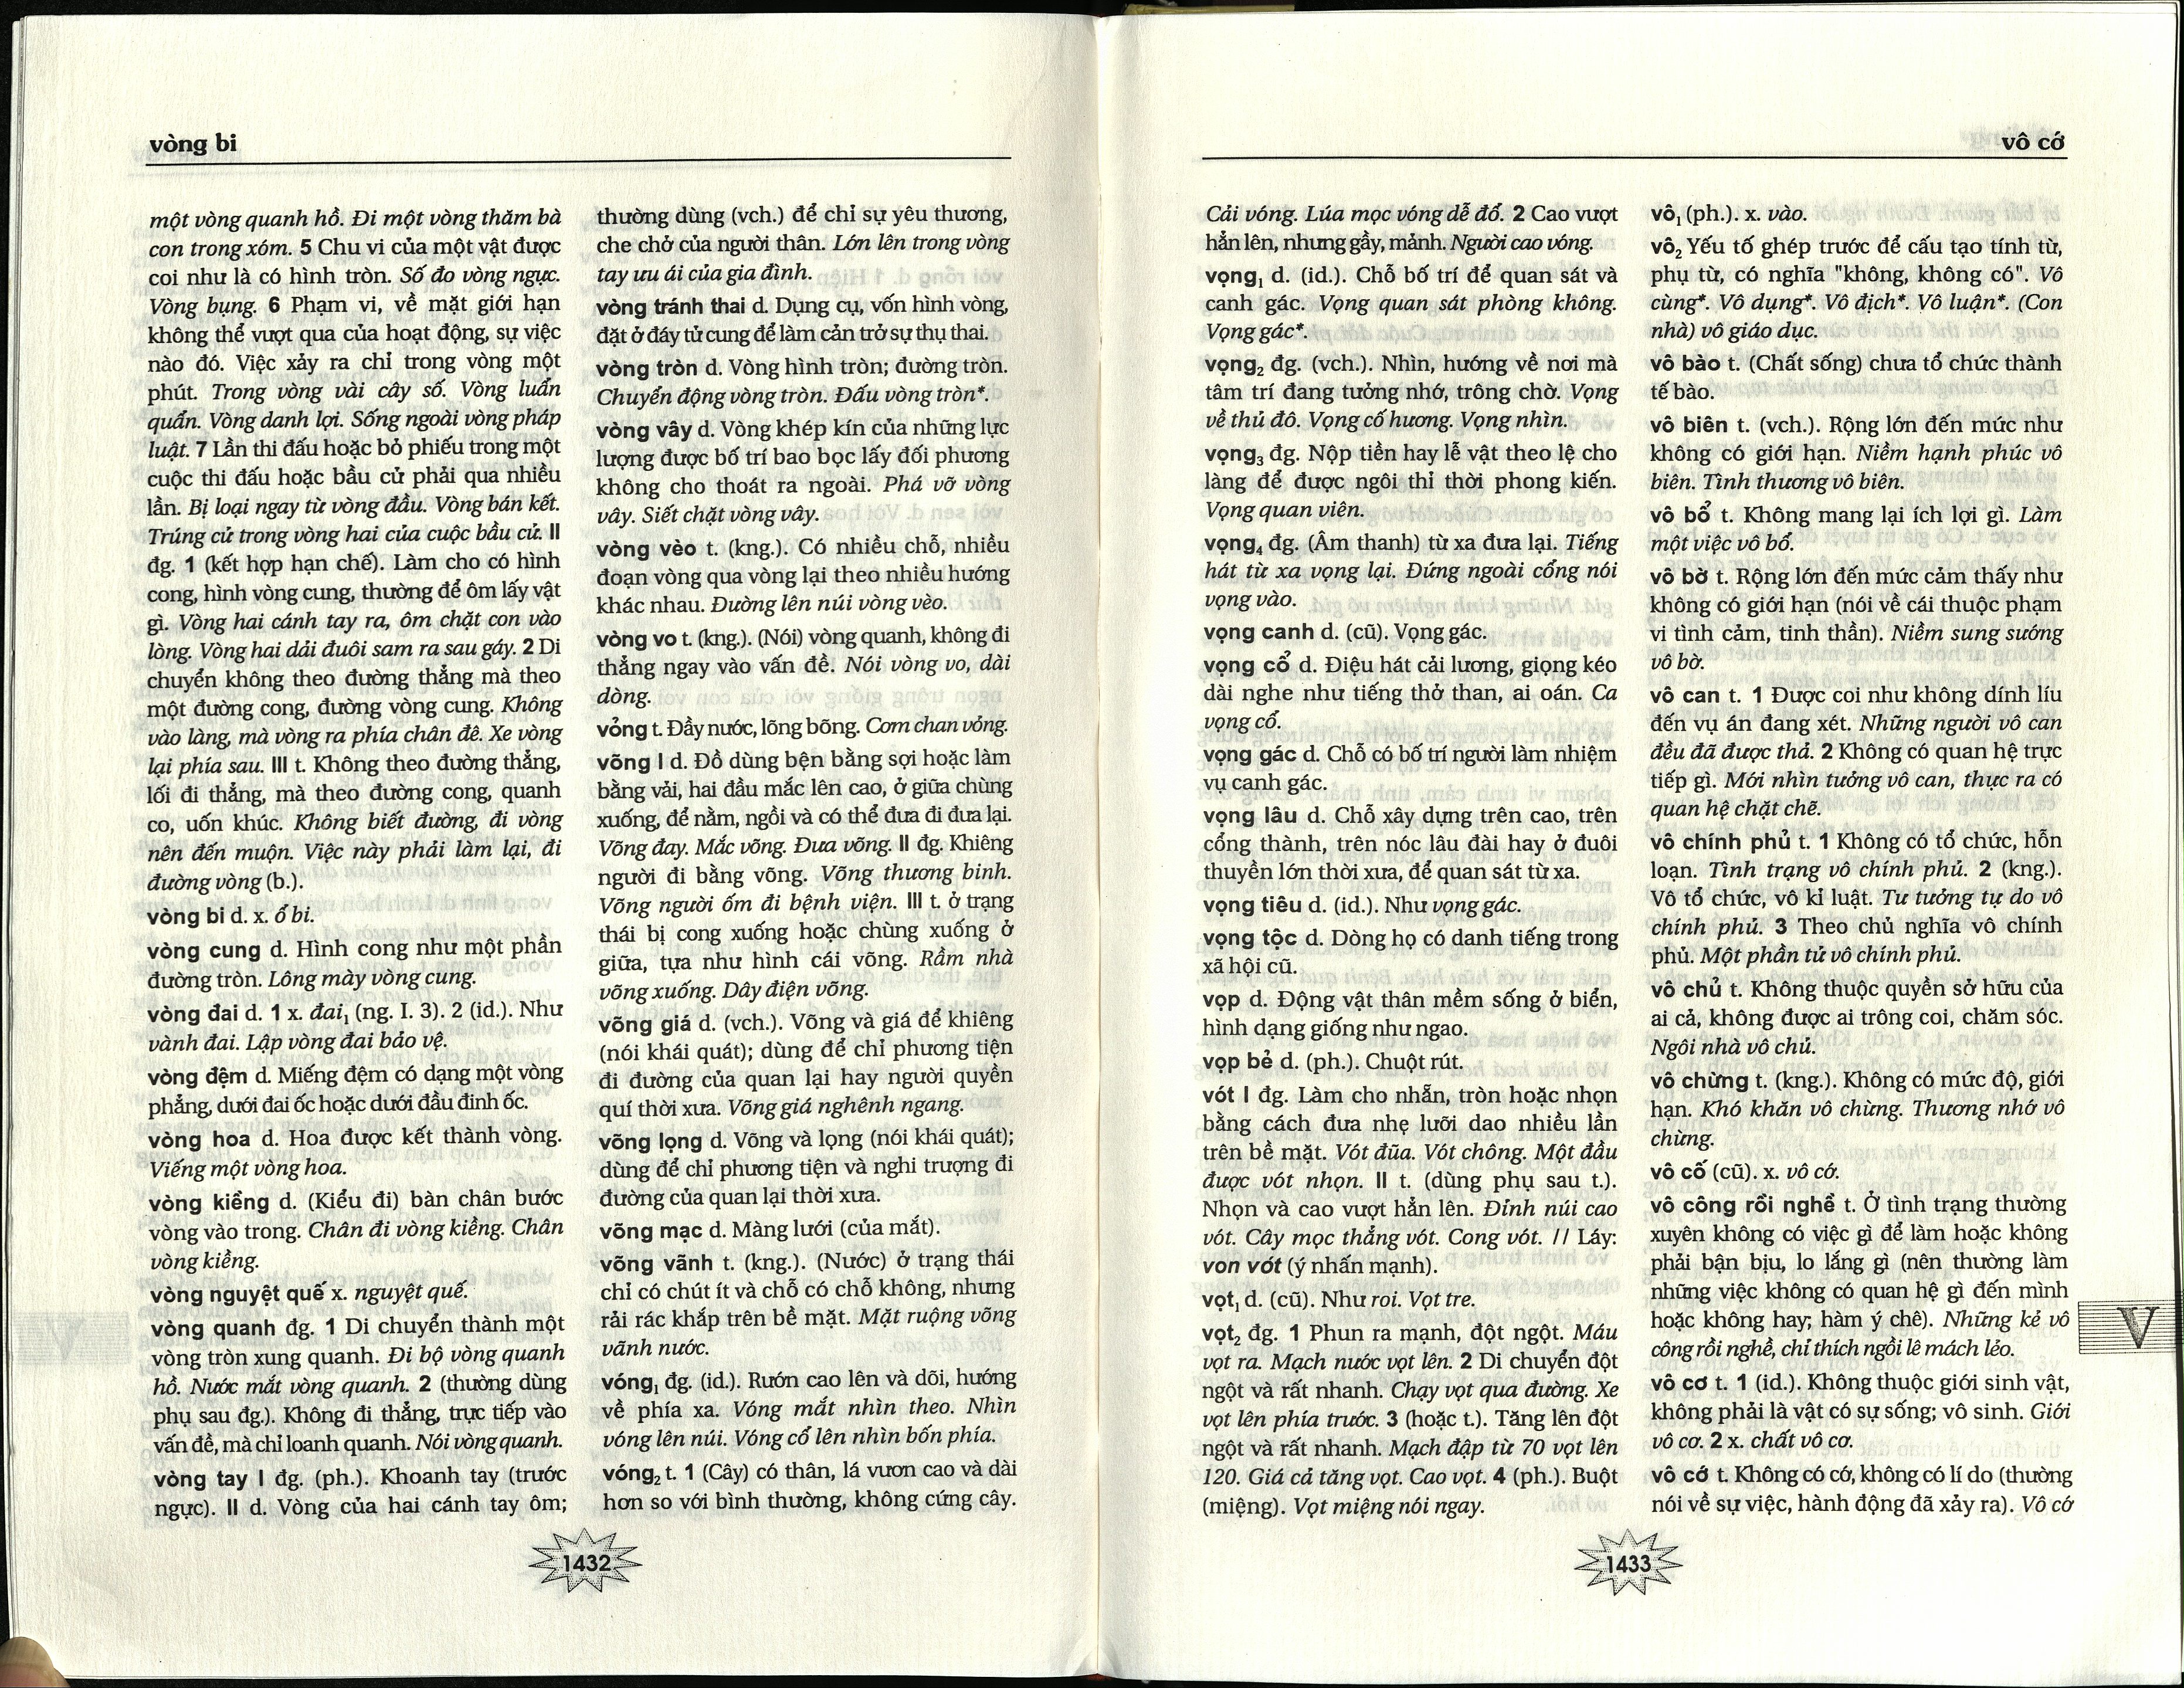 vòng bi
một vòng quanh hồ. Đi một vòng thăm bà
con trong xóm. 5 Chu vi của một vật được
coi như là có hình tròn. Số đo vòng ngực.
Vòng bụng. 6 Phạm vi, về mặt giới hạn
không thể vượt qua của hoạt động, sự việc
nào đó. Việc xảy ra chỉ trong vòng một
phút. Trong vòng vài cây số. Vòng luẩn
quẩn. Vòng danh lợi. Sống ngoài vòng pháp
luật. 7 Lần thi đấu hoặc bỏ phiếu trong một
cuộc thi đấu hoặc bầu cử phải qua nhiều
lần. Bị loại ngay từ vòng đầu. Vòng bán kết.
Trúng cử trong vòng hai của cuộc bầu cử. II
đg. 1 (kết hợp hạn chế). Làm cho có hình
cong, hình vòng cung, thường để ôm lấy vật
gì. Vòng hai cánh tay ra, ôm chặt con vào
lòng. Vòng hai dải đuôi sam ra sau gáy. 2 Di
chuyển không theo đường thẳng mà theo
một đường cong, đường vòng cung. Không
vào làng, mà vòng ra phía chân đê. Xe vòng
lại phía sau. III t. Không theo đường thẳng,
lối đi thẳng, mà theo đường cong, quanh
co, uốn khúc. Không biết đường, đi vòng
nên đến muộn. Việc này phải làm lại, đi
đường vòng (b.).
vòng bi d. x. ổ bi.
vòng cung d. Hình cong như một phần
đường tròn. Lông mày vòng cung.
vòng đai d. 1 x. đai₁ (ng. I. 3). 2 (id.). Như
vành đai. Lập vòng đai bảo vệ.
vòng đệm d. Miếng đệm có dạng một vòng
phẳng, dưới đai ốc hoặc dưới đầu đinh ốc.
vòng hoa d. Hoa được kết thành vòng.
Viếng một vòng hoa.
vòng kiềng d. (Kiểu đi) bàn chân bước
vòng vào trong. Chân đi vòng kiềng. Chân
vòng kiềng.
vòng nguyệt quế x. nguyệt quế.
vòng quanh đg. 1 Di chuyển thành một
vòng tròn xung quanh. Đi bộ vòng quanh
hồ. Nước mắt vòng quanh. 2 (thường dùng
phụ sau đg.). Không đi thẳng, trực tiếp vào
vấn đề, mà chỉ loanh quanh. Nói vòng quanh.
vòng tay I đg. (ph.). Khoanh tay (trước
ngực). II d. Vòng của hai cánh tay ôm;
thường dùng (vch.) để chỉ sự yêu thương,
che chở của người thân. Lớn lên trong vòng
tay ưu ái của gia đình.
vòng tránh thai d. Dụng cụ, vốn hình vòng,
đặt ở đáy tử cung để làm cản trở sự thụ thai.
vòng tròn d. Vòng hình tròn; đường tròn.
Chuyển động vòng tròn. Đấu vòng tròn*.
vòng vây d. Vòng khép kín của những lực
lượng được bố trí bao bọc lấy đối phương
không cho thoát ra ngoài. Phá vỡ vòng
vây. Siết chặt vòng vây.
vòng vèo t. (kng.). Có nhiều chỗ, nhiều
đoạn vòng qua vòng lại theo nhiều hướng
khác nhau. Đường lên núi vòng vèo.
vòng vo t. (kng.). (Nói) vòng quanh, không đi
thẳng ngay vào vấn đề. Nói vòng vo, dài
dòng.
vỏng t. Đầy nước, lõng bõng. Cơm chan vỏng.
võng I d. Đồ dùng bện bằng sợi hoặc làm
bằng vải, hai đầu mắc lên cao, ở giữa chùng
xuống, để nằm, ngồi và có thể đưa đi đưa lại.
Võng đay. Mắc võng. Đưa võng. II đg. Khiêng
người đi bằng võng. Võng thương binh.
Võng người ốm đi bệnh viện. III t. ở trạng
thái bị cong xuống hoặc chùng xuống ở
giữa, tựa như hình cái võng. Rầm nhà
võng xuống. Dây điện võng.
võng giá d. (vch.). Võng và giá để khiêng
(nói khái quát); dùng để chỉ phương tiện
đi đường của quan lại hay người quyền
quí thời xưa. Võng giá nghênh ngang.
võng lọng d. Võng và lọng (nói khái quát);
dùng để chỉ phương tiện và nghi trượng đi
đường của quan lại thời xưa.
võng mạc d. Màng lưới (của mắt).
võng vãnh t. (kng.). (Nước) ở trạng thái
chỉ có chút ít và chỗ có chỗ không, nhưng
rải rác khắp trên bề mặt. Mặt ruộng võng
vãnh nước.
vóng₁ đg. (id.). Rướn cao lên và dõi, hướng
về phía xa. Vóng mắt nhìn theo. Nhìn
vóng lên núi. Vóng cổ lên nhìn bốn phía.
vóng₂ t. 1 (Cây) có thân, lá vươn cao và dài
hơn so với bình thường, không cứng cây.
1432
vô cớ
Cải vóng. Lúa mọc vóng dễ đổ. 2 Cao vượt
hẳn lên, nhưng gầy, mảnh. Người cao vóng.
vọng₁ d. (id.). Chỗ bố trí để quan sát và
canh gác. Vọng quan sát phòng không.
Vọng gác*.
vọng₂ đg. (vch.). Nhìn, hướng về nơi mà
tâm trí đang tưởng nhớ, trông chờ. Vọng
về thủ đô. Vọng cố hương. Vọng nhìn.
vọng₃ đg. Nộp tiền hay lễ vật theo lệ cho
làng để được ngôi thỉ thời phong kiến.
Vọng quan viên.
vọng₄ đg. (Âm thanh) từ xa đưa lại. Tiếng
hát từ xa vọng lại. Đứng ngoài cổng nói
vọng vào.
vọng canh d. (cũ). Vọng gác.
vọng cổ d. Điệu hát cải lương, giọng kéo
dài nghe như tiếng thở than, ai oán. Ca
vọng cổ.
vọng gác d. Chỗ có bố trí người làm nhiệm
vụ canh gác.
vọng lâu d. Chỗ xây dựng trên cao, trên
cổng thành, trên nóc lâu đài hay ở đuôi
thuyền lớn thời xưa, để quan sát từ xa.
vọng tiêu d. (id.). Như vọng gác.
vọng tộc d. Dòng họ có danh tiếng trong
xã hội cũ.
vọp d. Động vật thân mềm sống ở biển,
hình dạng giống như ngao.
vọp bẻ d. (ph.). Chuột rút.
vót I đg. Làm cho nhẵn, tròn hoặc nhọn
bằng cách đưa nhẹ lưỡi dao nhiều lần
trên bề mặt. Vót đũa. Vót chông. Một đầu
được vót nhọn. II t. (dùng phụ sau t.).
Nhọn và cao vượt hẳn lên. Đỉnh núi cao
vót. Cây mọc thẳng vót. Cong vót. // Láy:
von vót (ý nhấn mạnh).
vọt₁ d. (cũ). Như roi. Vọt tre.
vọt₂ đg. 1 Phun ra mạnh, đột ngột. Máu
vọt ra. Mạch nước vọt lên. 2 Di chuyển đột
ngột và rất nhanh. Chạy vọt qua đường. Xe
vọt lên phía trước. 3 (hoặc t.). Tăng lên đột
ngột và rất nhanh. Mạch đập từ 70 vọt lên
120. Giá cả tăng vọt. Cao vọt. 4 (ph.). Buột
(miệng). Vọt miệng nói ngay.
vô₁ (ph.). x. vào.
vô₂ Yếu tố ghép trước để cấu tạo tính từ,
phụ từ, có nghĩa "không, không có". Vô
cùng*. Vô dụng*. Vô địch*. Vô luận*. (Con
nhà) vô giáo dục.
vô bào t. (Chất sống) chưa tổ chức thành
tế bào.
vô biên t. (vch.). Rộng lớn đến mức như
không có giới hạn. Niềm hạnh phúc vô
biên. Tình thương vô biên.
vô bổ t. Không mang lại ích lợi gì. Làm
một việc vô bổ.
vô bờ t. Rộng lớn đến mức cảm thấy như
không có giới hạn (nói về cái thuộc phạm
vi tình cảm, tinh thần). Niềm sung sướng
vô bờ.
vô can t. 1 Được coi như không dính líu
đến vụ án đang xét. Những người vô can
đều đã được thả. 2 Không có quan hệ trực
tiếp gì. Mới nhìn tưởng vô can, thực ra có
quan hệ chặt chẽ.
vô chính phủ t. 1 Không có tổ chức, hỗn
loạn. Tình trạng vô chính phủ. 2 (kng.).
Vô tổ chức, vô kỉ luật. Tư tưởng tự do vô
chính phủ. 3 Theo chủ nghĩa vô chính
phủ. Một phần tử vô chính phủ.
vô chủ t. Không thuộc quyền sở hữu của
ai cả, không được ai trông coi, chăm sóc.
Ngôi nhà vô chủ.
vô chừng t. (kng.). Không có mức độ, giới
hạn. Khó khăn vô chừng. Thương nhớ vô
chừng.
vô cố (cũ). x. vô cớ.
vô công rồi nghề t. Ở tình trạng thường
xuyên không có việc gì để làm hoặc không
phải bận bịu, lo lắng gì (nên thường làm
những việc không có quan hệ gì đến mình
hoặc không hay; hàm ý chê). Những kẻ vô
công rồi nghề, chỉ thích ngồi lê mách lẻo.
vô cơ t. 1 (id.). Không thuộc giới sinh vật,
không phải là vật có sự sống; vô sinh. Giới
vô cơ. 2 x. chất vô cơ.
vô cớ t. Không có cớ, không có lí do (thường
nói về sự việc, hành động đã xảy ra). Vô cớ
V
1433